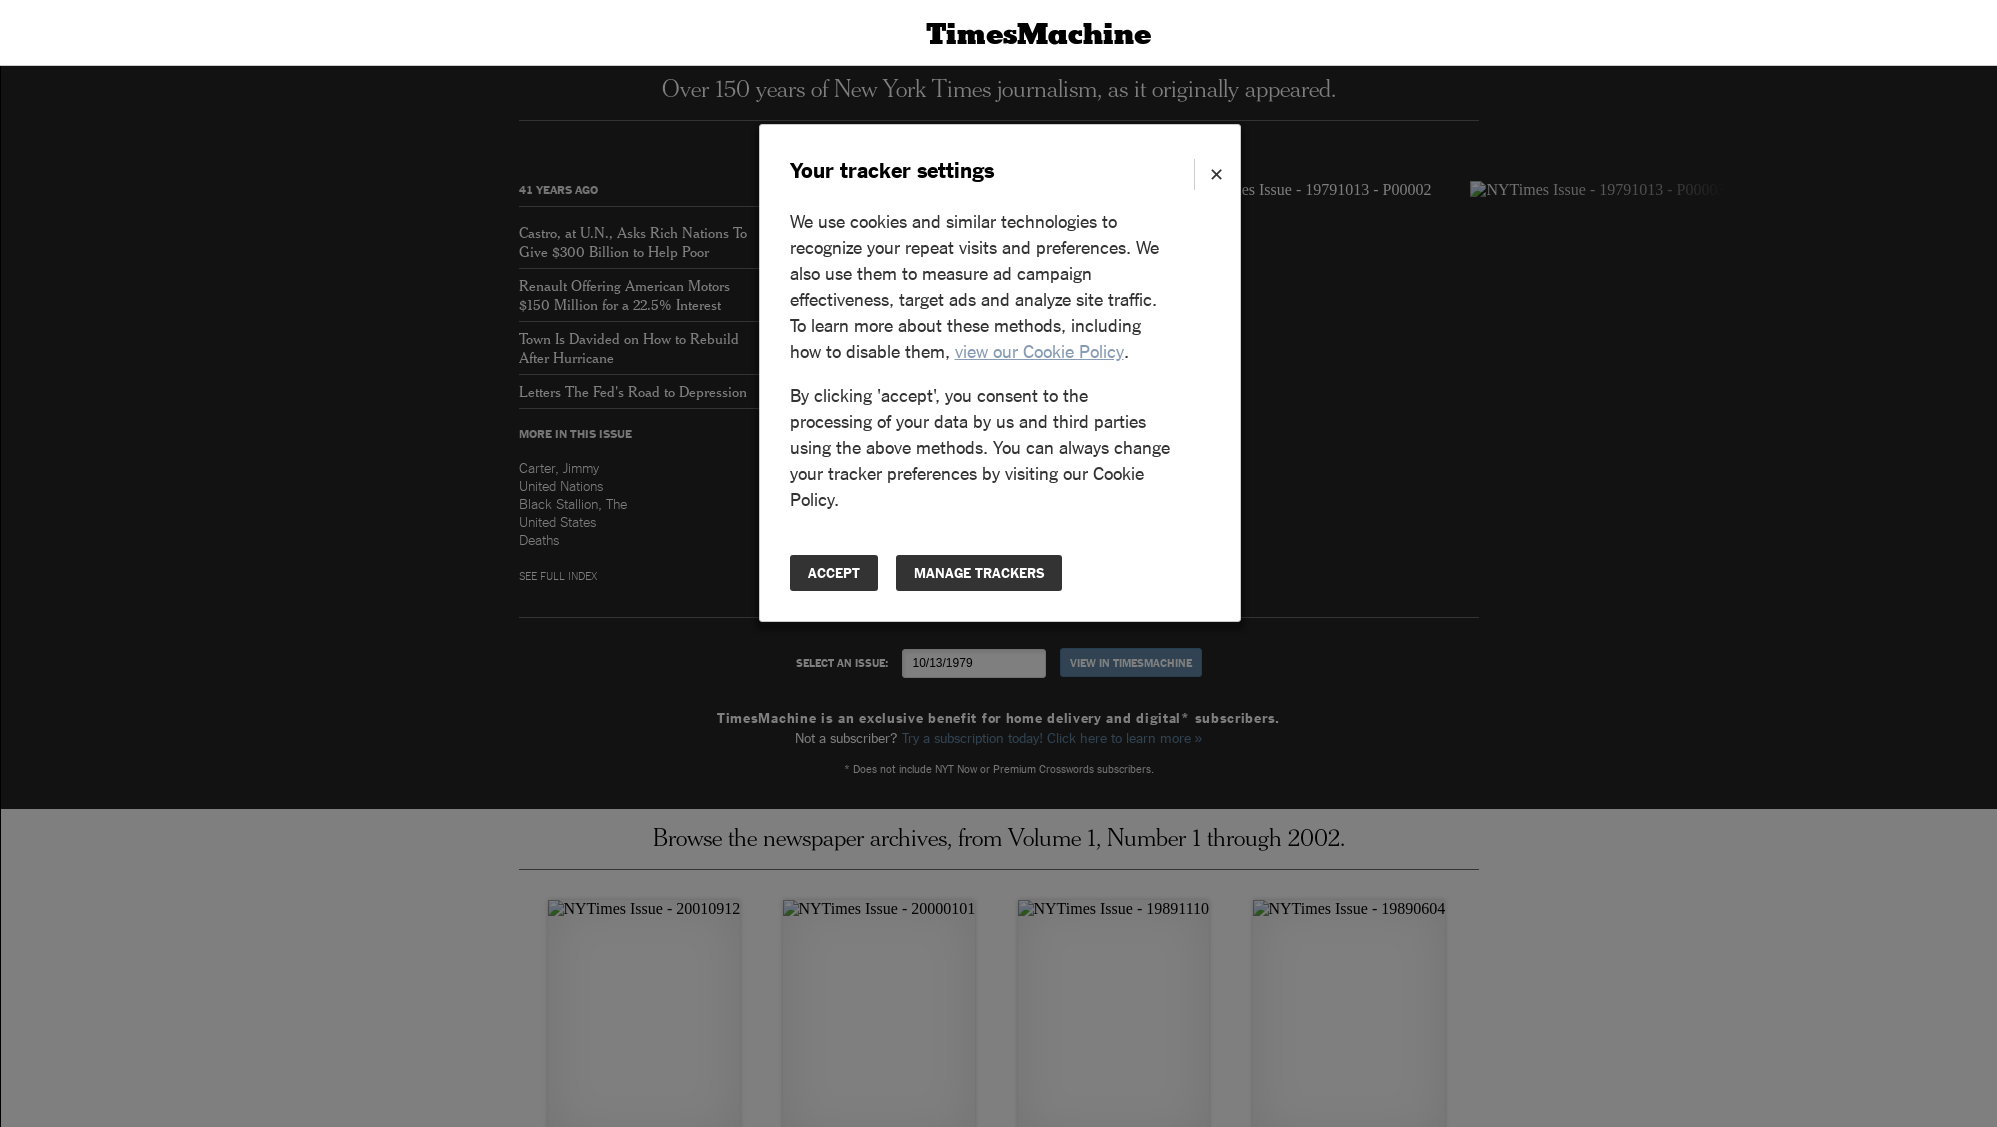 TimesMachine
Over 150 years of New York Times journalism, as it originally appeared.
41 YEARS AGO
Castro, at U.N., Asks Rich Nations To
Give $300 Billion to Help Poor
Renault Offering American Motors
$150 Million for a 22.5% Interest
Town Is Davided on How to Rebuild
After Hurricane
Letters The Fed's Road to Depression
MORE IN THIS ISSUE
Carter, Jimmy
United Nations
Black Stallion, The
United States
Deaths
SEE FULL INDEX
Your tracker settings
×
We use cookies and similar technologies to
recognize your repeat visits and preferences. We
also use them to measure ad campaign
effectiveness, target ads and analyze site traffic.
To learn more about these methods, including
how to disable them, view our Cookie Policy.
By clicking 'accept', you consent to the
processing of your data by us and third parties
using the above methods. You can always change
your tracker preferences by visiting our Cookie
Policy.
ACCEPT
MANAGE TRACKERS
es Issue - 19791013 - P00002
NYTimes Issue - 19791013 - P0000
SELECT AN ISSUE:
10/13/1979
VIEW IN TIMESMACHINE
TimesMachine is an exclusive benefit for home delivery and digital* subscribers.
Not a subscriber? Try a subscription today! Click here to learn more »
* Does not include NYT Now or Premium Crosswords subscribers.
Browse the newspaper archives, from Volume 1, Number 1 through 2002.
NYTimes Issue - 20010912
NYTimes Issue - 20000101
NYTimes Issue - 19891110
NYTimes Issue - 19890604